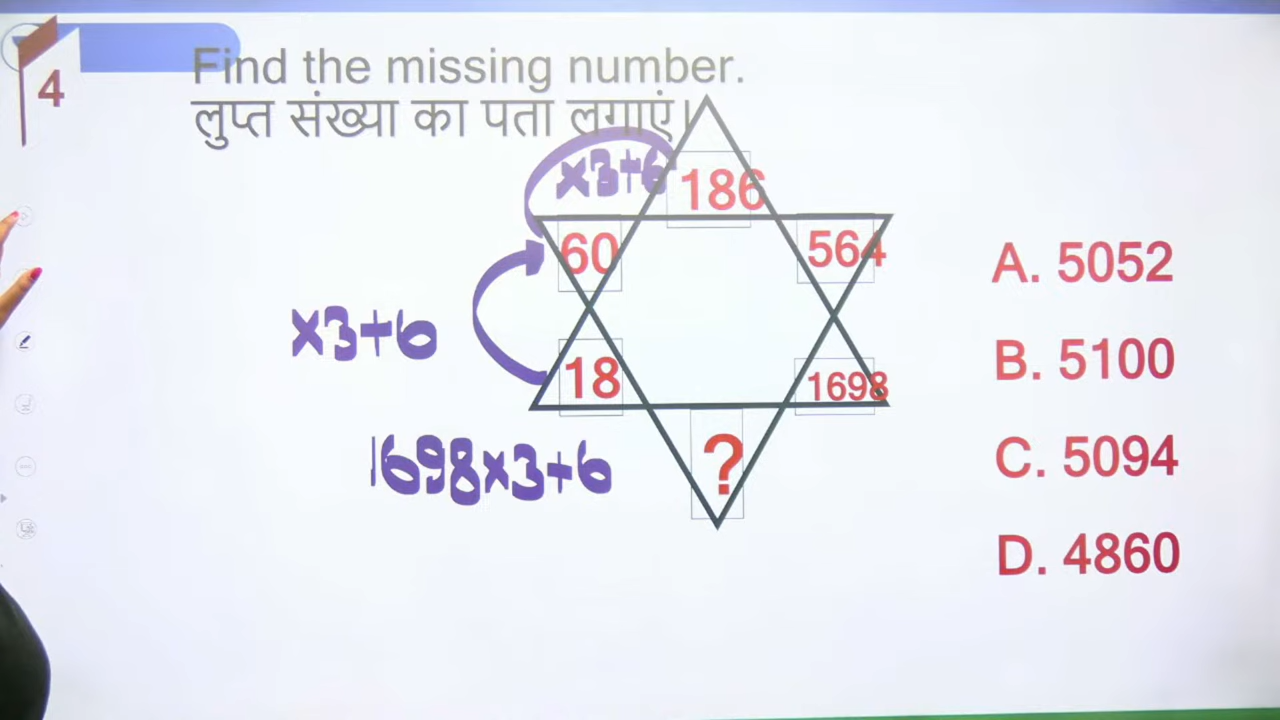 4
Find the missing number.
लुप्त संख्या का पता लगाएं।
×3+6
186
60
564
×3+6
18
1698
1698×3+6
?
A. 5052
B. 5100
C. 5094
D. 4860